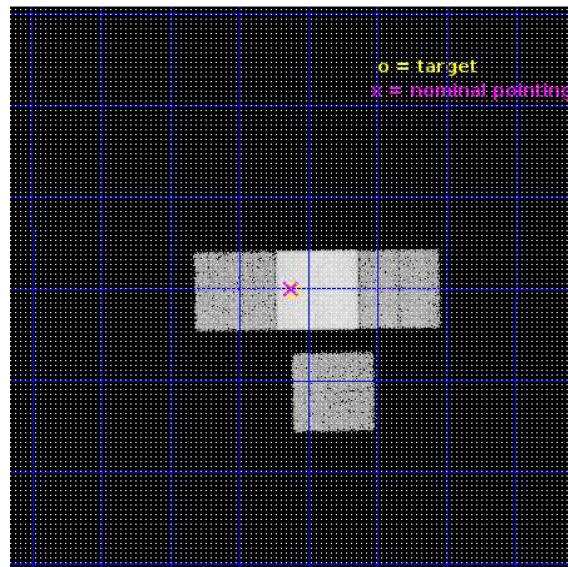 o = target
x = nominal pointing